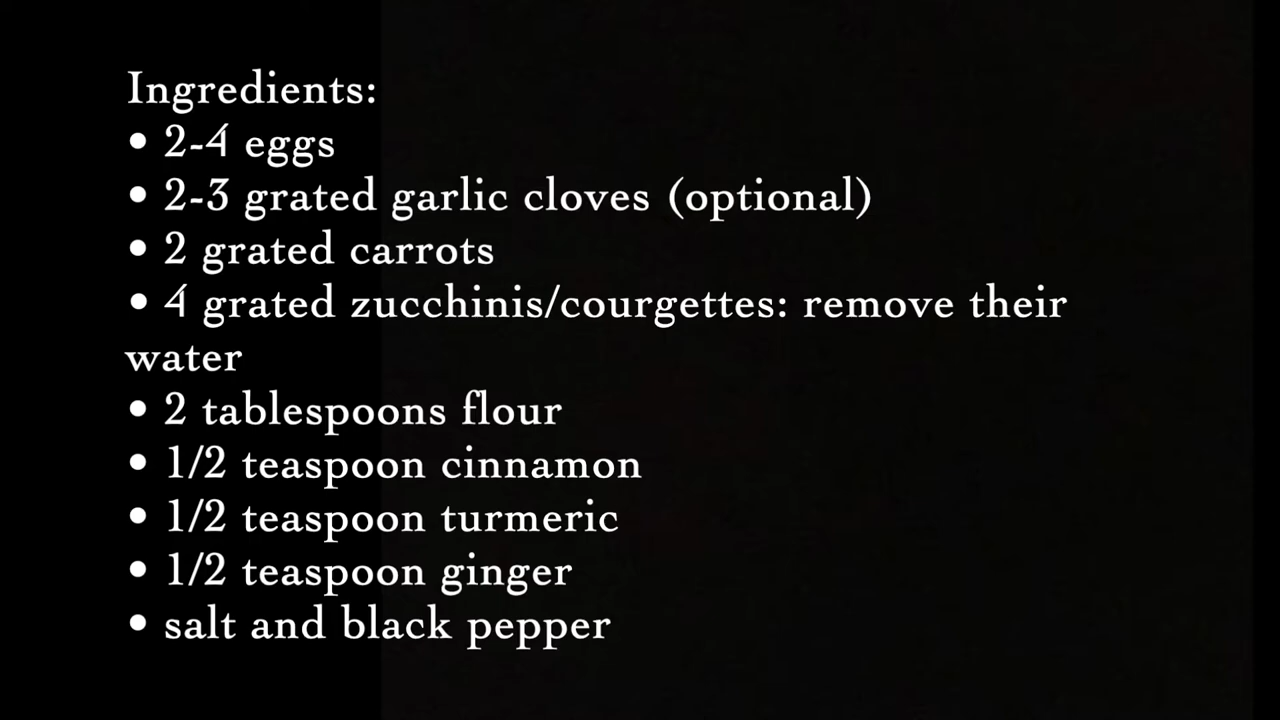 Ingredients:
• 2-4 eggs
• 2-3 grated garlic cloves (optional)
• 2 grated carrots
• 4 grated zucchinis/courgettes: remove their
water
• 2 tablespoons flour
• 1/2 teaspoon cinnamon
• 1/2 teaspoon turmeric
• 1/2 teaspoon ginger
• salt and black pepper